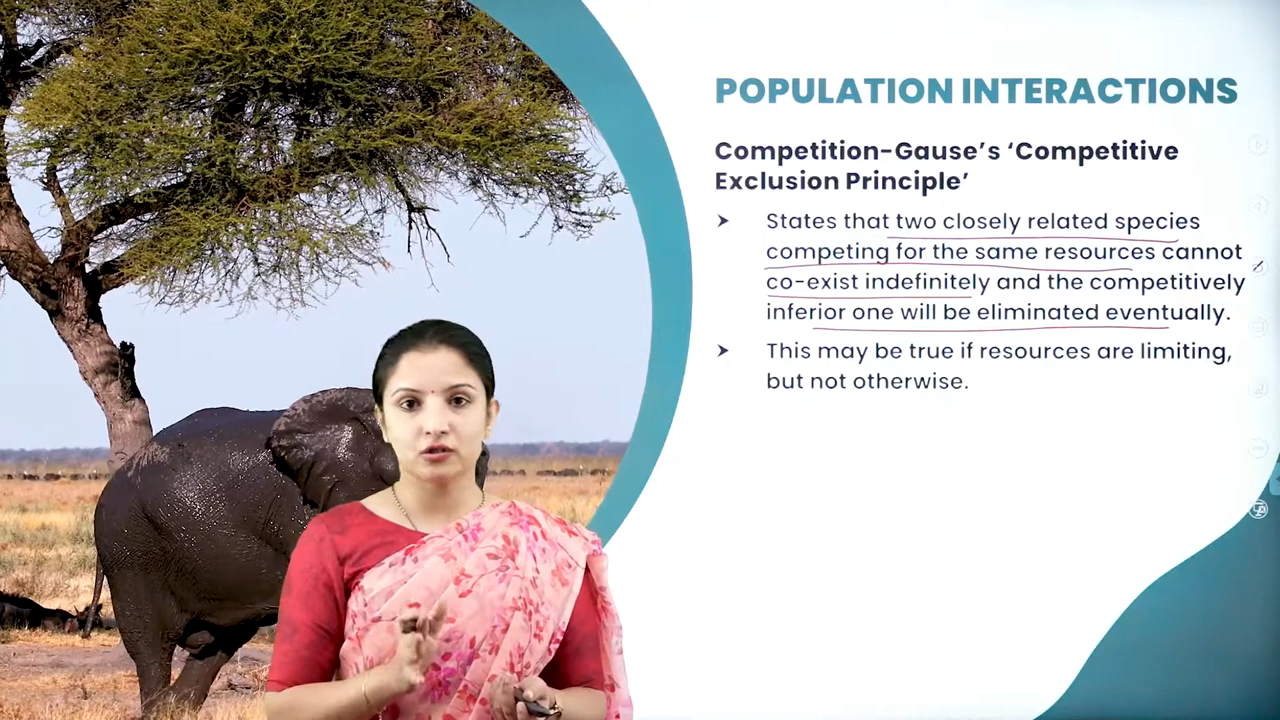 POPULATION INTERACTIONS
Competition-Gause's 'Competitive
Exclusion Principle'
➤ States that two closely related species
competing for the same resources cannot
co-exist indefinitely and the competitively
inferior one will be eliminated eventually.
➤ This may be true if resources are limiting,
but not otherwise.